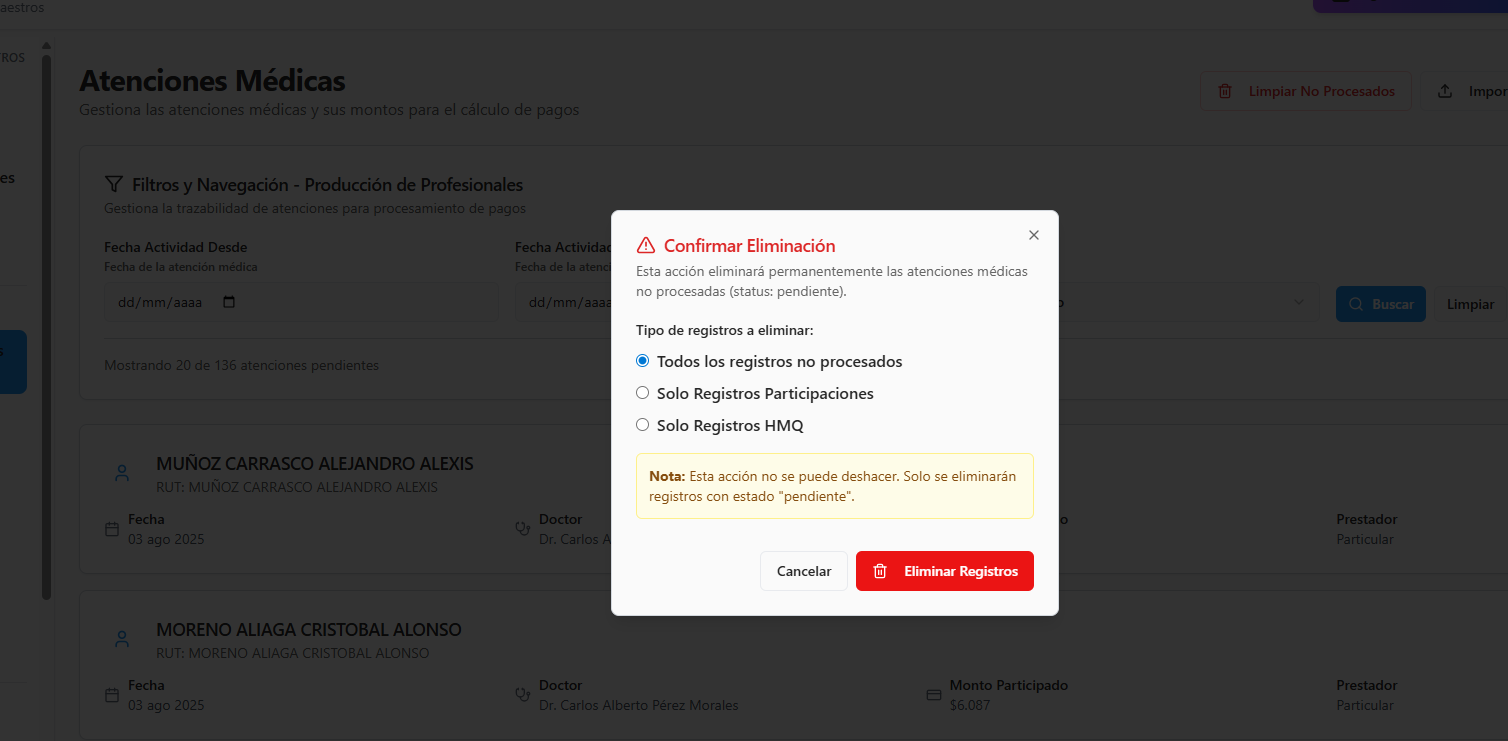 aestros
ROS
Atenciones Médicas
Gestiona las atenciones médicas y sus montos para el cálculo de pagos
Limpiar No Procesados
Impor
es
Filtros y Navegación - Producción de Profesionales
Gestiona la trazabilidad de atenciones para procesamiento de pagos
Fecha Actividad Desde
Fecha de la atención médica
dd/mm/aaaa
Fecha Actividad
Fecha de la atenci
dd/mm/aaaa
o
Buscar
Limpiar
s
Mostrando 20 de 136 atenciones pendientes
Confirmar Eliminación
Esta acción eliminará permanentemente las atenciones médicas
no procesadas (status: pendiente).
Tipo de registros a eliminar:
Todos los registros no procesados
Solo Registros Participaciones
Solo Registros HMQ
Nota: Esta acción no se puede deshacer. Solo se eliminarán
registros con estado "pendiente".
Cancelar
Eliminar Registros
MUÑOZ CARRASCO ALEJANDRO ALEXIS
RUT: MUÑOZ CARRASCO ALEJANDRO ALEXIS
Fecha
03 ago 2025
Doctor
Dr. Carlos A
o
Prestador
Particular
MORENO ALIAGA CRISTOBAL ALONSO
RUT: MORENO ALIAGA CRISTOBAL ALONSO
Fecha
03 ago 2025
Doctor
Dr. Carlos Alberto Pérez Morales
Monto Participado
$6.087
Prestador
Particular